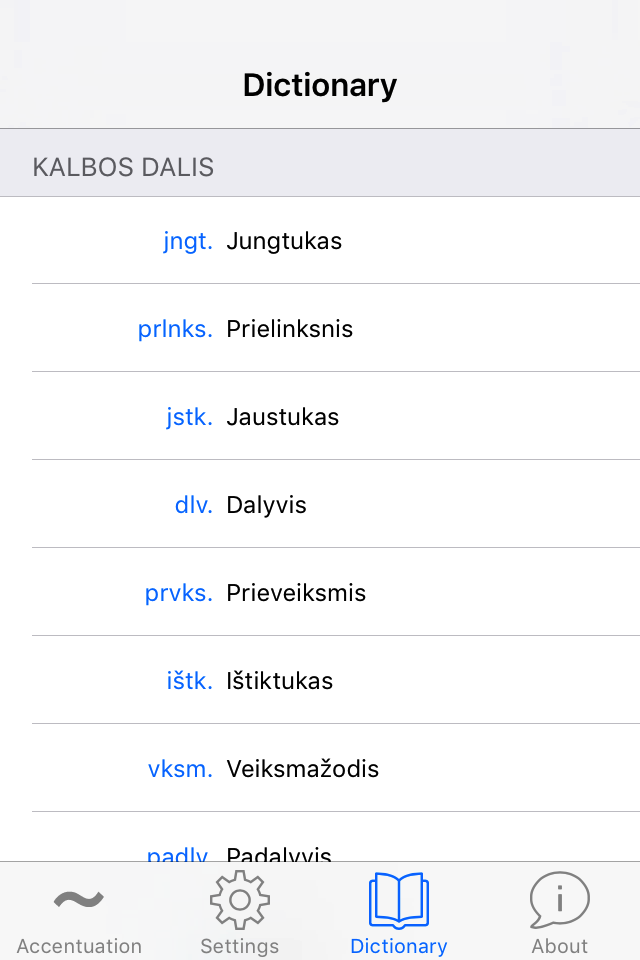 Dictionary
KALBOS DALIS
jngt. Jungtukas
prlnks. Prielinksnis
jstk. Jaustukas
dlv. Dalyvis
prvks. Prieveiksmis
ištk. Ištiktukas
vksm. Veiksmažodis
padlv. Padalyvis
Accentuation Settings Dictionary About